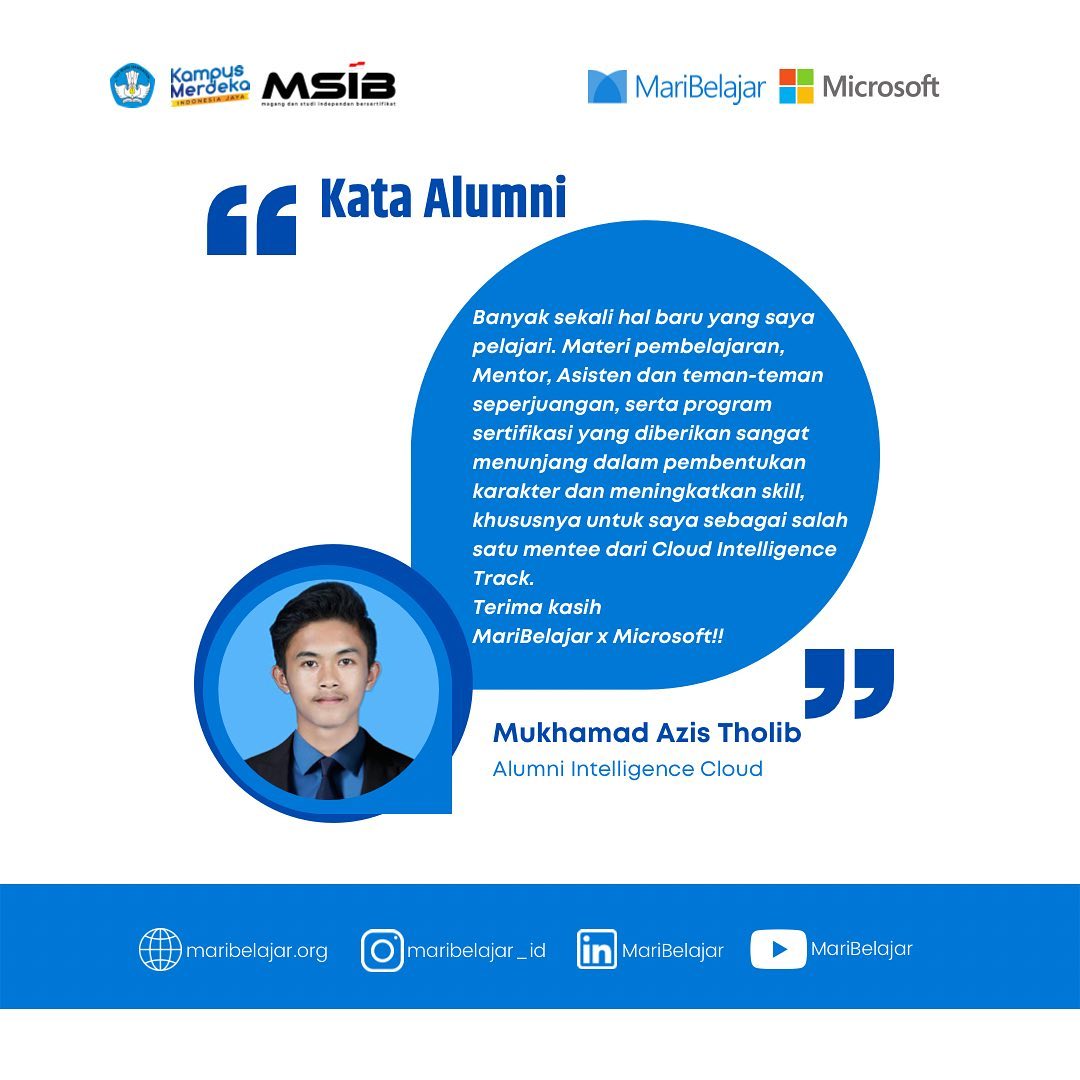 Kampus
Merdeka
INDONESIA JAYA
MSIB
magang dan studi independen bersertifikat
MariBelajar
Microsoft
Kata Alumni
Banyak sekali hal baru yang saya
pelajari. Materi pembelajaran,
Mentor, Asisten dan teman-teman
seperjuangan, serta program
sertifikasi yang diberikan sangat
menunjang dalam pembentukan
karakter dan meningkatkan skill,
khususnya untuk saya sebagai salah
satu mentee dari Cloud Intelligence
Track.
Terima kasih
MariBelajar x Microsoft!!
Mukhamad Azis Tholib
Alumni Intelligence Cloud
maribelajar.org
maribelajar_id
in
MariBelajar
MariBelajar